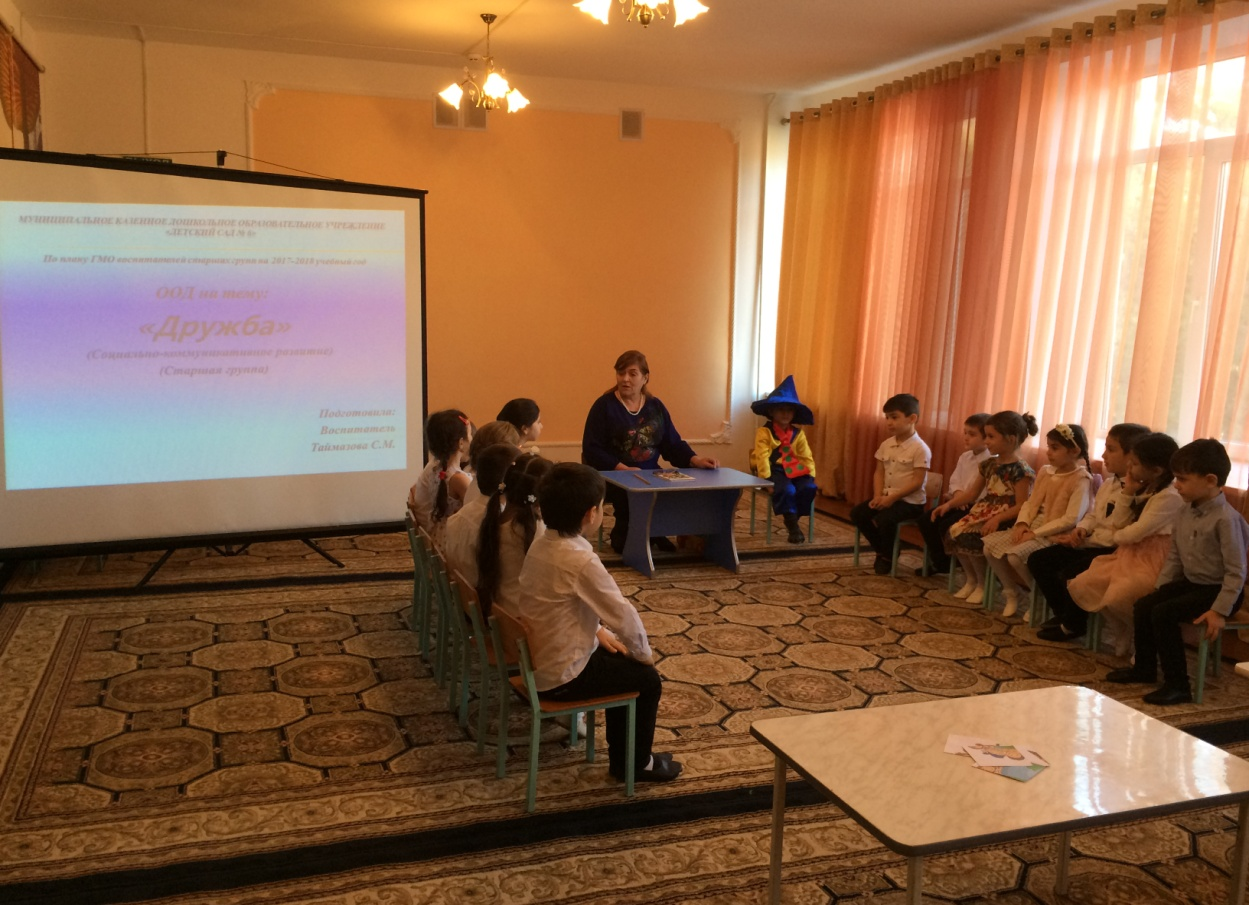 МУНИЦИПАЛЬНОЕ КАЗЕННОЕ ДОШКОЛЬНОЕ ОБРАЗОВАТЕЛЬНОЕ УЧРЕЖДЕНИЕ
«ДЕТСКИЙ САД № 6»
По плану ГМО воспитателей старших групп на 2017-2018 учебный год
ООД на тему:
«Дружба»
(Социально-коммуникативное развитие)
(Старшая группа)
Подготовила:
Воспитатель
Таймазова С.М.